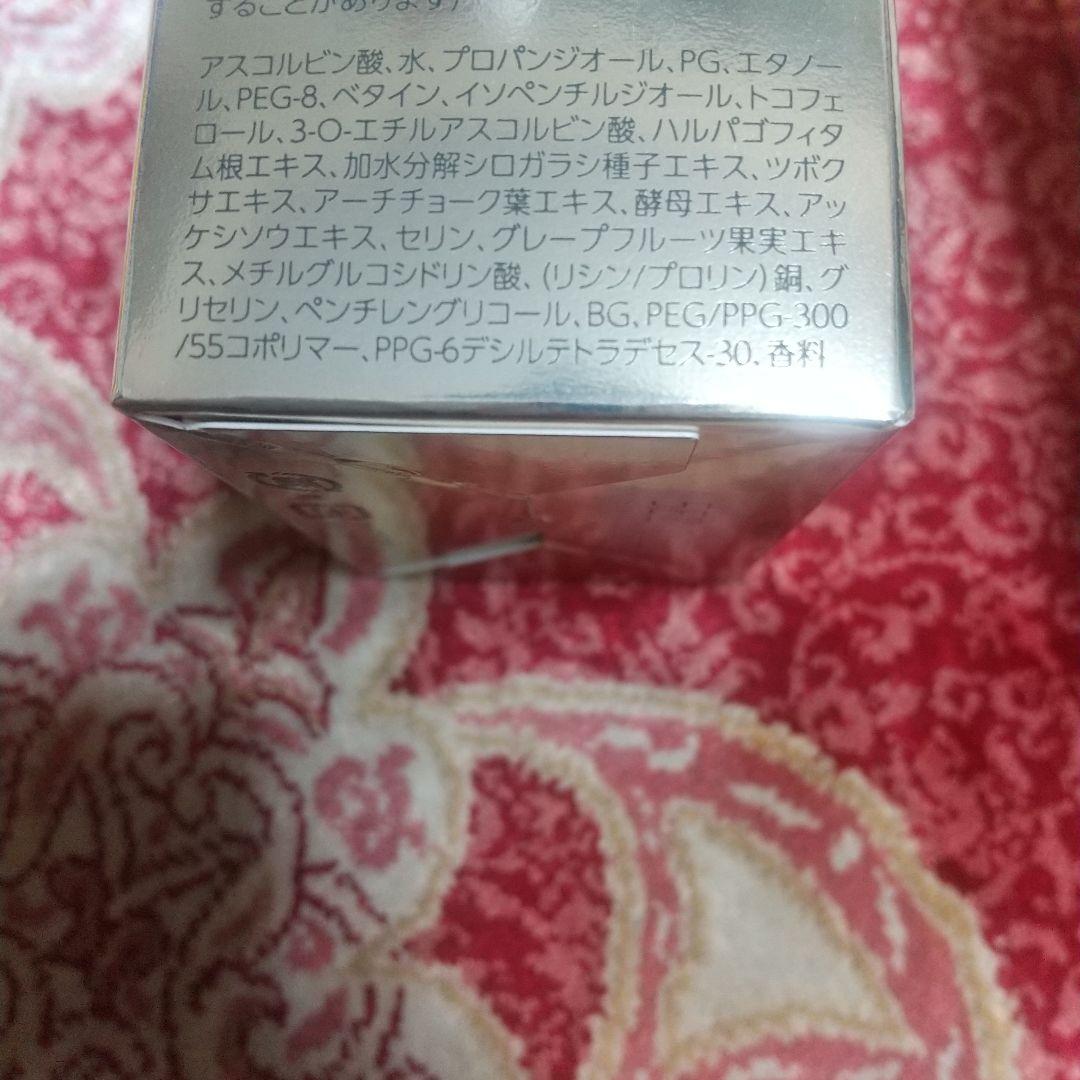 することがあります）
アスコルビン酸、水、プロパンジオール、PG、エタノー
ル、PEG-8、ベタイン、イソペンチルジオール、トコフェ
ロール、3-O-エチルアスコルビン酸、ハルパゴフィタ
ム根エキス、加水分解シロガラシ種子エキス、ツボク
サエキス、アーチチョーク葉エキス、酵母エキス、アッ
ケシソウエキス、セリン、グレープフルーツ果実エキ
ス、メチルグルコシドリン酸、(リシン/プロリン)銅、グ
リセリン、ペンチレングリコール、BG、PEG/PPG-300
/55コポリマー、PPG-6デシルテトラデセス-30、香料